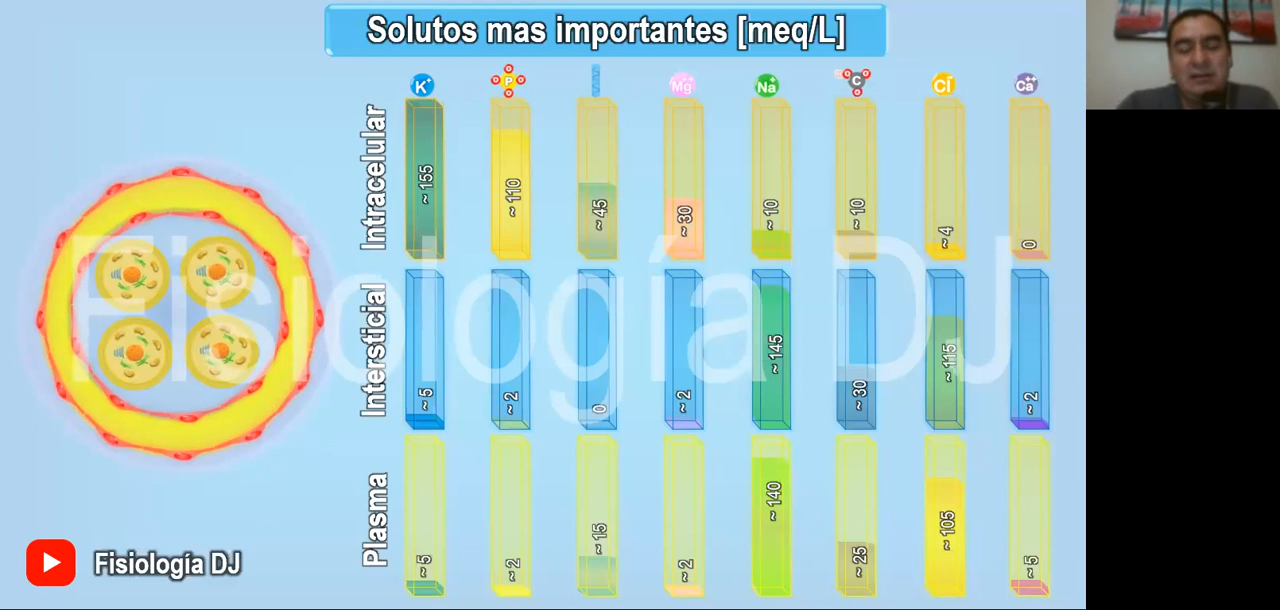 Solutos mas importantes [meq/L]
K+ P Mg+ Na+ C Cl- Ca++
Intracelular
~ 155 ~ 110 ~ 45 ~ 30 ~ 10 ~ 10 ~ 4 0
Intersticial
~ 5 ~ 2 0 ~ 2 ~ 145 ~ 30 ~ 115 ~ 2
Plasma
~ 5 ~ 2 ~ 15 ~ 2 ~ 140 ~ 25 ~ 105 ~ 5
Fisiología DJ
Fisiología DJ